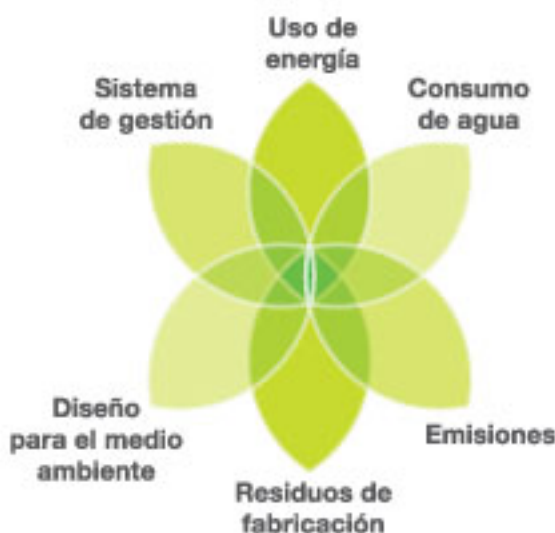 Uso de
energía
Sistema
de gestión
Consumo
de agua
Diseño
para el medio
ambiente
Emisiones
Residuos de
fabricación